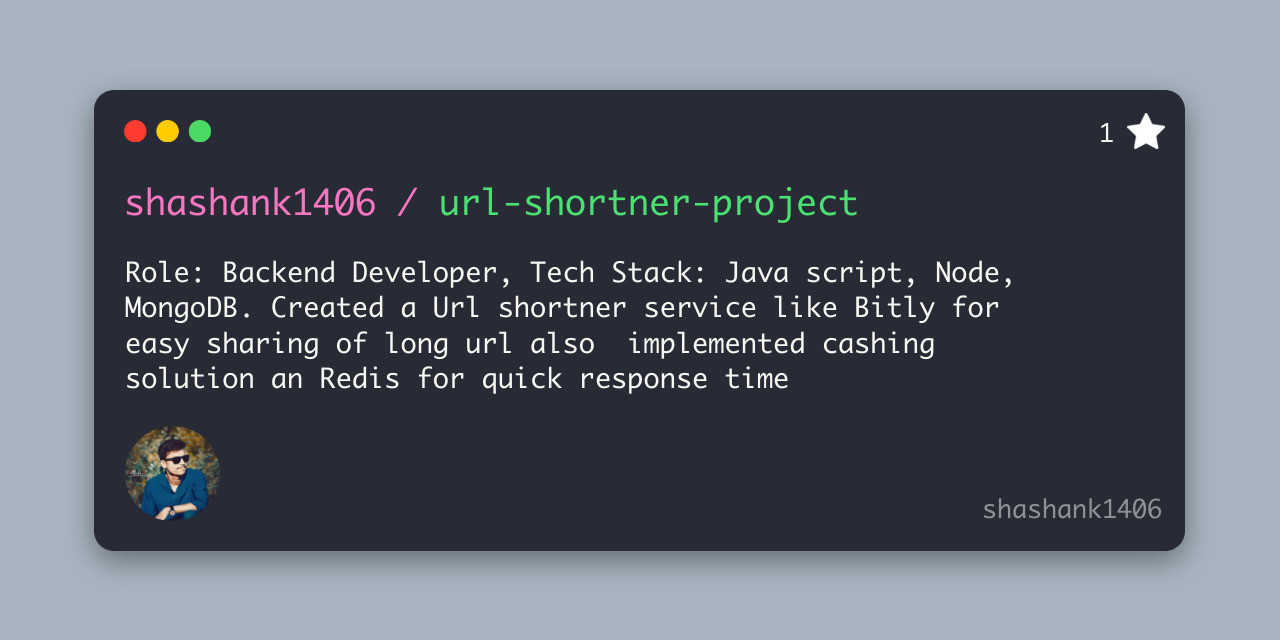 1
shashank1406 / url-shortner-project
Role: Backend Developer, Tech Stack: Java script, Node,
MongoDB. Created a Url shortner service like Bitly for
easy sharing of long url also  implemented cashing
solution an Redis for quick response time
shashank1406